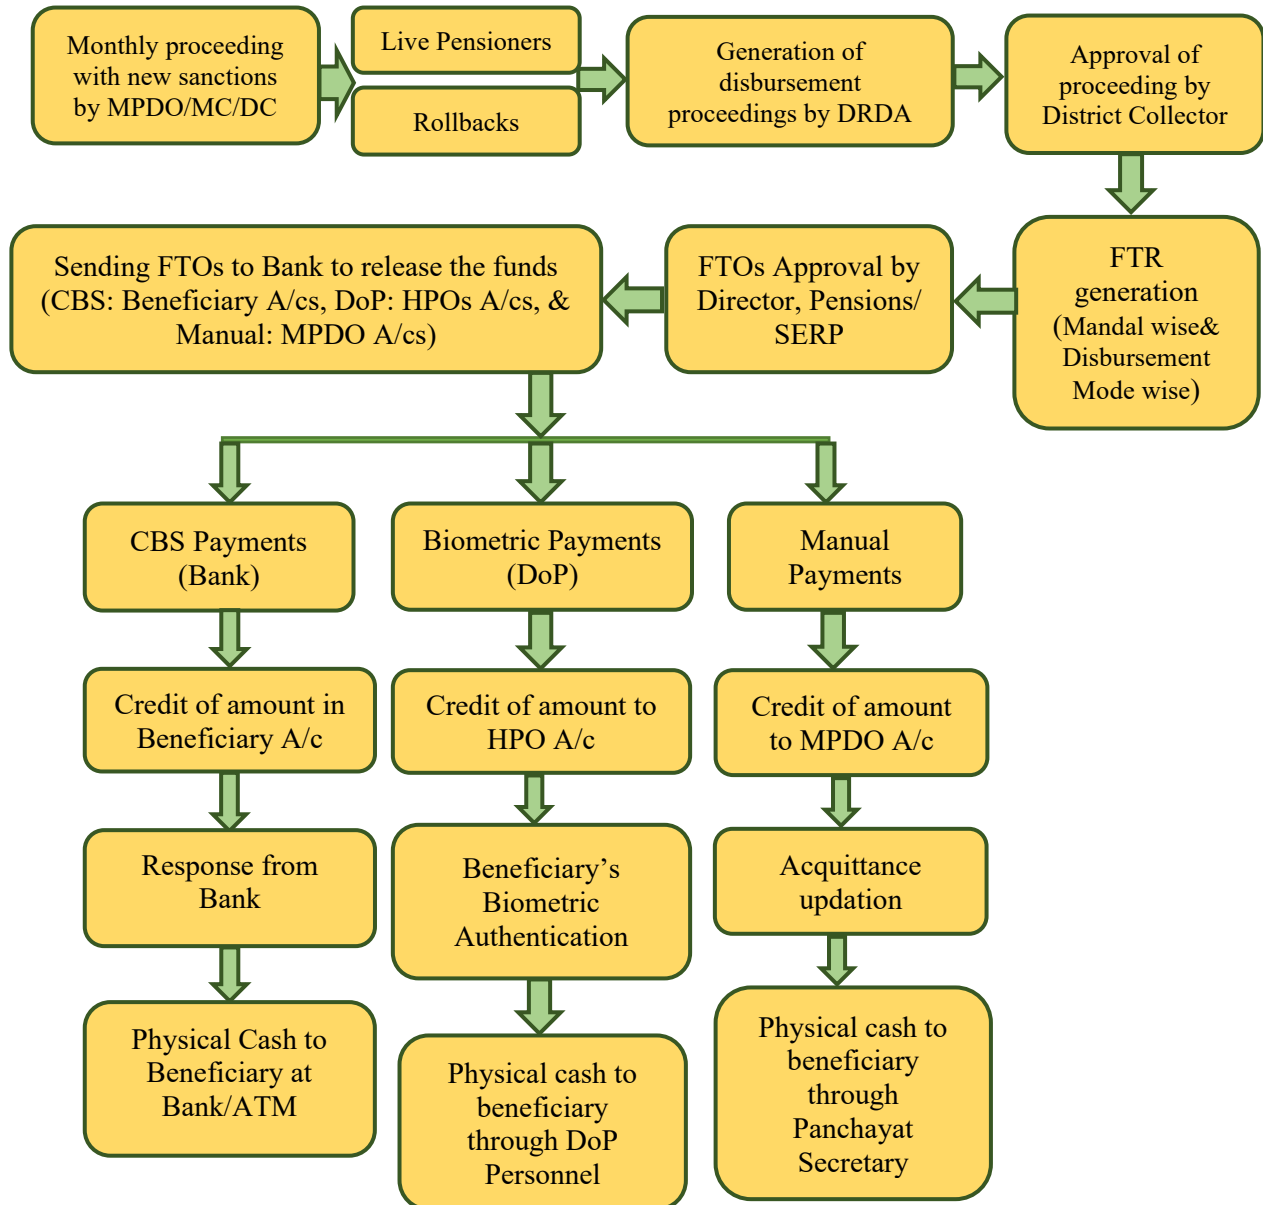 Monthly proceeding
with new sanctions
by MPDO/MC/DC
Live Pensioners
Rollbacks
Generation of
disbursement
proceedings by DRDA
Approval of
proceeding by
District Collector
FTR
generation
(Mandal wise&
Disbursement
Mode wise)
FTOs Approval by
Director, Pensions/
SERP
Sending FTOs to Bank to release the funds
(CBS: Beneficiary A/cs, DoP: HPOs A/cs, &
Manual: MPDO A/cs)
CBS Payments
(Bank)
Biometric Payments
(DoP)
Manual
Payments
Credit of amount in
Beneficiary A/c
Credit of amount to
HPO A/c
Credit of amount
to MPDO A/c
Response from
Bank
Beneficiary’s
Biometric
Authentication
Acquittance
updation
Physical Cash to
Beneficiary at
Bank/ATM
Physical cash to
beneficiary
through DoP
Personnel
Physical cash to
beneficiary
through
Panchayat
Secretary